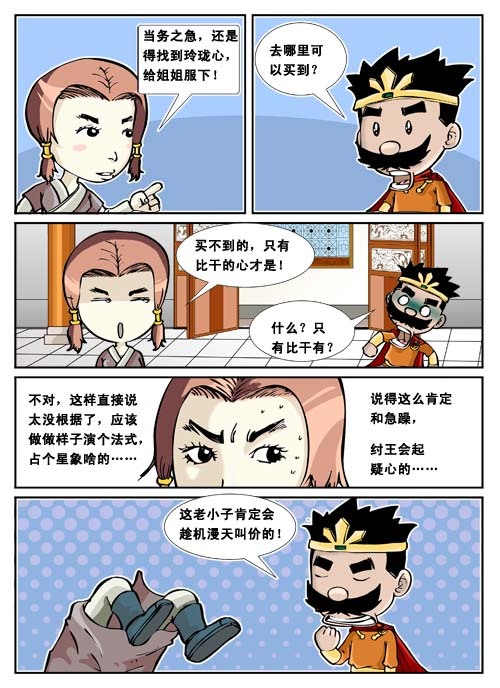 当务之急，还是
得找到玲珑心，
给姐姐服下！
去哪里可
以买到？
买不到的，只有
比干的心才是！
什么？只
有比干有？
不对，这样直接说
太没根据了，应该
做做样子演个法式，
占个星象啥的……
说得这么肯定
和急躁，
纣王会起
疑心的……
这老小子肯定会
趁机漫天叫价的！